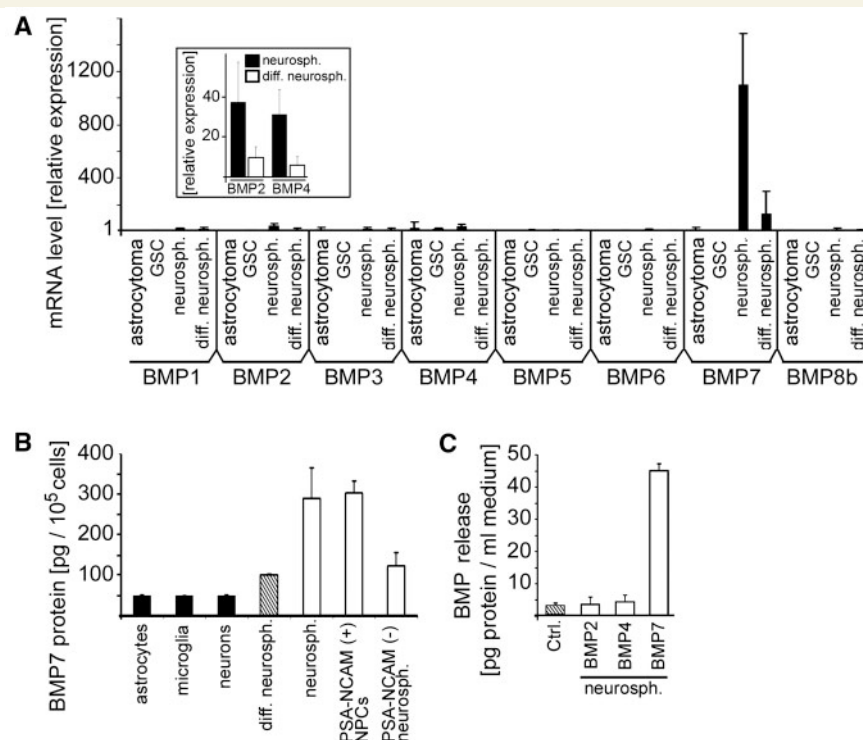 A
mRNA level [relative expression]
1200
800
400
1
[relative expression]
40
20
neurosph.
diff. neurosph.
BMP2
BMP4
astrocytoma
GSC
neurosph.
diff. neurosph.
astrocytoma
GSC
neurosph.
diff. neurosph.
astrocytoma
GSC
neurosph.
diff. neurosph.
astrocytoma
GSC
neurosph.
diff. neurosph.
astrocytoma
GSC
neurosph.
diff. neurosph.
astrocytoma
GSC
neurosph.
diff. neurosph.
astrocytoma
GSC
neurosph.
diff. neurosph.
astrocytoma
GSC
neurosph.
diff. neurosph.
BMP1
BMP2
BMP3
BMP4
BMP5
BMP6
BMP7
BMP8b
B
BMP7 protein [pg / 10⁵ cells]
400
300
200
100
astrocytes
microglia
neurons
diff. neurosph.
neurosph.
PSA-NCAM (+)
NPCs
PSA-NCAM (-)
neurosph.
C
BMP release
[pg protein / ml medium]
50
40
30
20
10
Ctrl.
BMP2
BMP4
BMP7
neurosph.